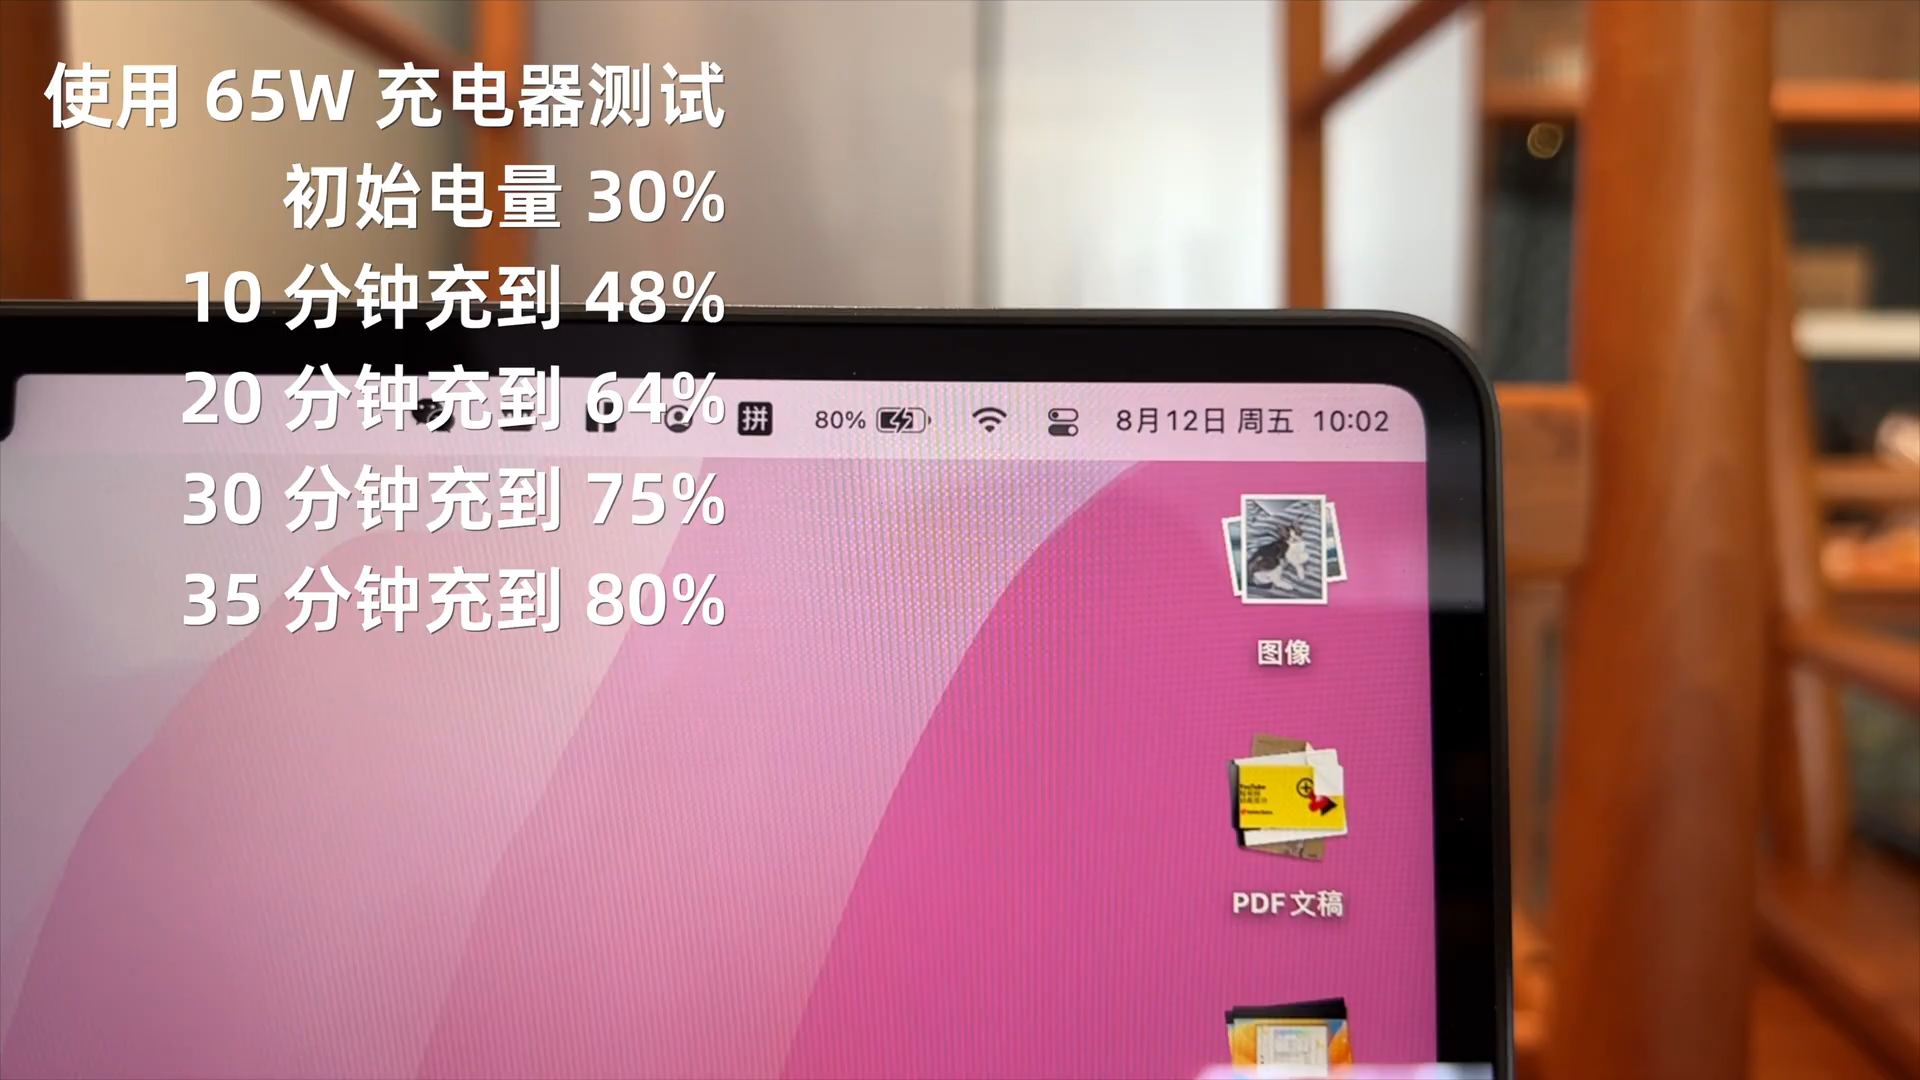 使用 65W 充电器测试
初始电量 30%
10 分钟充到 48%
20 分钟充到 64%
拼 80% 8月12日 周五 10:02
30 分钟充到 75%
35 分钟充到 80%
图像
YouTube
PDF文稿